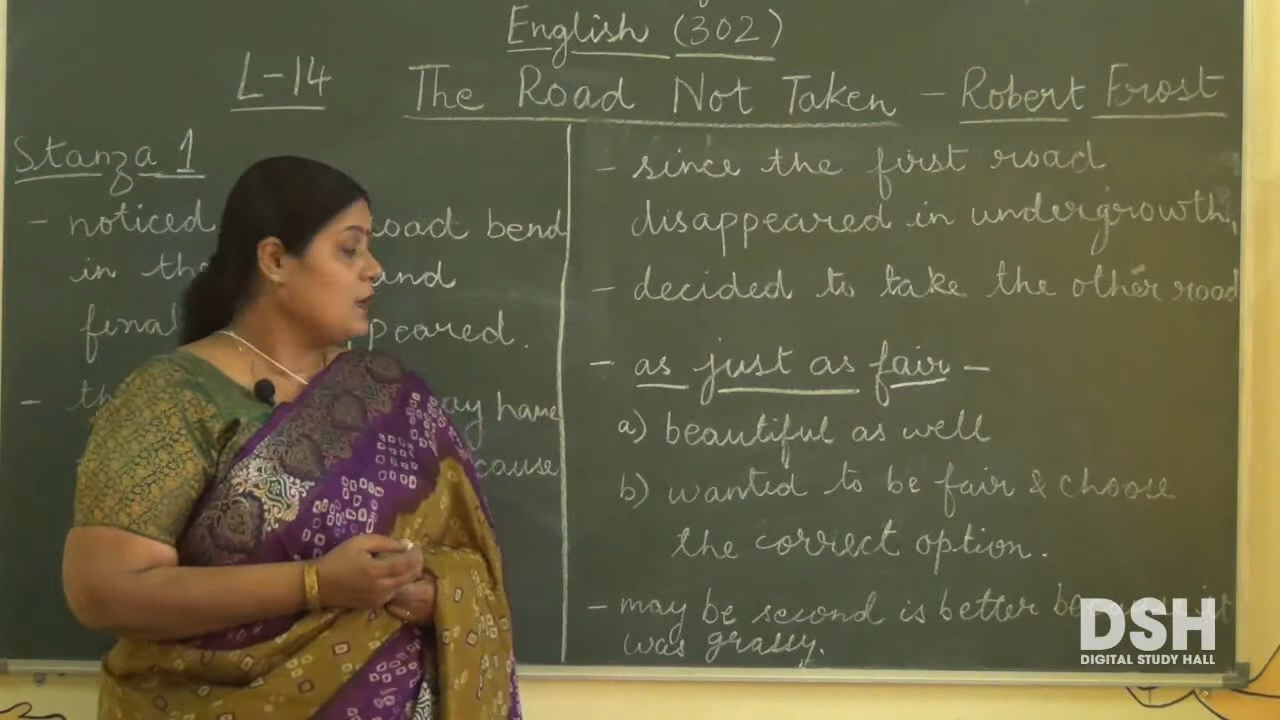 English (302)
L-14 The Road Not Taken - Robert Frost
Stanza 1
- noticed road bend
in the and
final peared.
- th ay have
cause
- since the first road
disappeared in undergrowth,
- decided to take the other road
- as just as fair -
a) beautiful as well
b) wanted to be fair & choose
the correct option.
- may be second is better be it
was grassy.
DSH
DIGITAL STUDY HALL